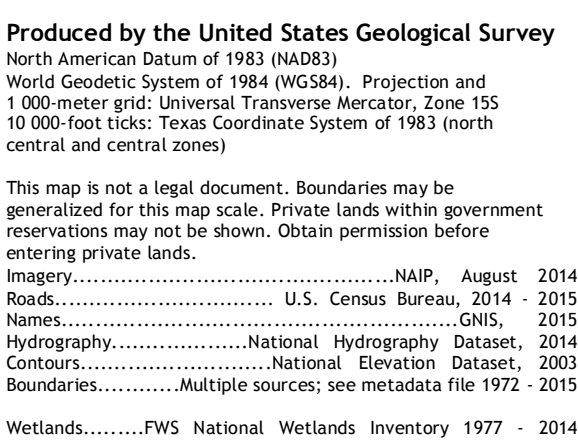 Produced by the United States Geological Survey
North American Datum of 1983 (NAD83)
World Geodetic System of 1984 (WGS84).  Projection and
1 000-meter grid: Universal Transverse Mercator, Zone 15S
10 000-foot ticks: Texas Coordinate System of 1983 (north
central and central zones)
This map is not a legal document. Boundaries may be
generalized for this map scale. Private lands within government
reservations may not be shown. Obtain permission before
entering private lands.
Imagery..............................................NAIP, August 2014
Roads................................ U.S. Census Bureau, 2014 - 2015
Names........................................................GNIS, 2015
Hydrography....................National Hydrography Dataset, 2014
Contours............................National Elevation Dataset, 2003
Boundaries............Multiple sources; see metadata file 1972 - 2015
Wetlands.........FWS National Wetlands Inventory 1977 - 2014